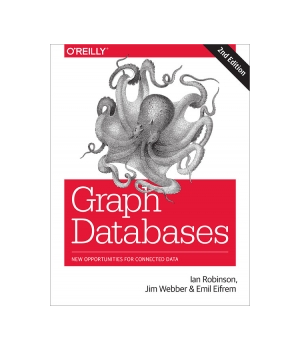 O'REILLY®
2nd Edition
Graph
Databases
NEW OPPORTUNITIES FOR CONNECTED DATA
Ian Robinson,
Jim Webber & Emil Eifrem